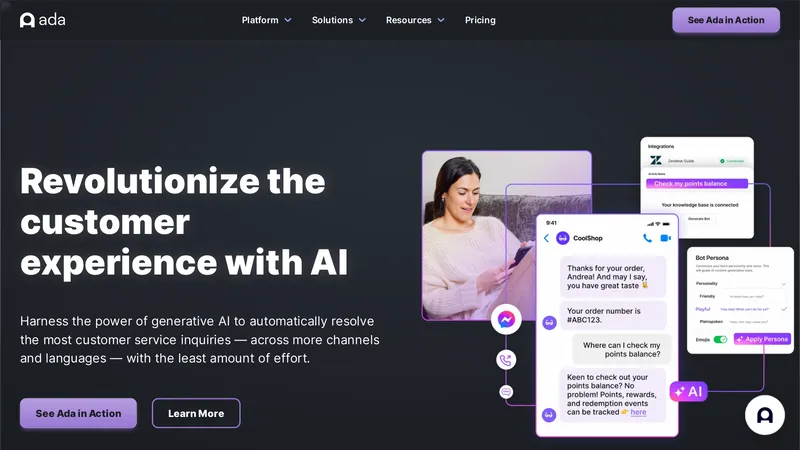 ada
Platform
Solutions
Resources
Pricing
See Ada in Action
Revolutionize the
customer
experience with AI
Harness the power of generative AI to automatically resolve
the most customer service inquiries — across more channels
and languages — with the least amount of effort.
See Ada in Action
Learn More
Integrations
Zendesk Guide
Connected
Article Name
Check my points balance
Your knowledge base is connected
Generate Bot
9:41
CoolShop
Thanks for your order,
Andrea! And may I say,
you have great taste
Your order number is
#ABC123.
Where can I check my
points balance?
Keen to check out your
points balance? No
problem! Points, rewards,
and redemption events
can be tracked 👉 here
AI
Bot Persona
Personality
Friendly
Playful
Plainspoken
Emojis
Apply Persona